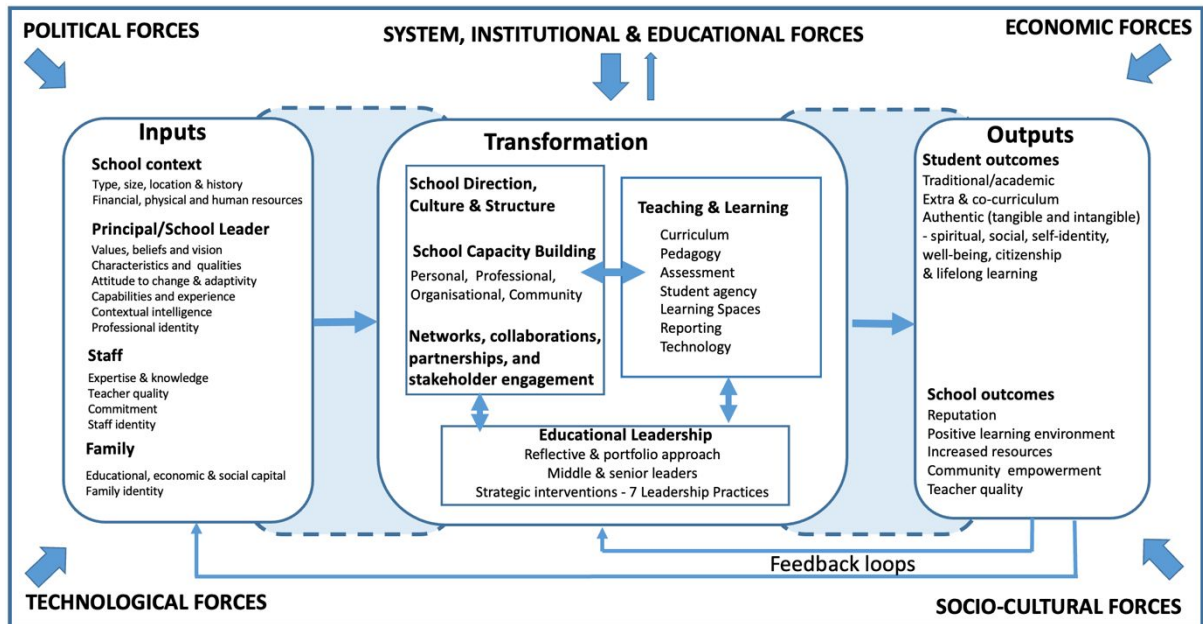 POLITICAL FORCES
SYSTEM, INSTITUTIONAL & EDUCATIONAL FORCES
ECONOMIC FORCES
Inputs
School context
Type, size, location & history
Financial, physical and human resources
Principal/School Leader
Values, beliefs and vision
Characteristics and qualities
Attitude to change & adaptivity
Capabilities and experience
Contextual intelligence
Professional identity
Staff
Expertise & knowledge
Teacher quality
Commitment
Staff identity
Family
Educational, economic & social capital
Family identity
Transformation
School Direction,
Culture & Structure
School Capacity Building
Personal, Professional,
Organisational, Community
Networks, collaborations,
partnerships, and
stakeholder engagement
Teaching & Learning
Curriculum
Pedagogy
Assessment
Student agency
Learning Spaces
Reporting
Technology
Educational Leadership
Reflective & portfolio approach
Middle & senior leaders
Strategic interventions - 7 Leadership Practices
Outputs
Student outcomes
Traditional/academic
Extra & co-curriculum
Authentic (tangible and intangible)
- spiritual, social, self-identity,
well-being, citizenship
& lifelong learning
School outcomes
Reputation
Positive learning environment
Increased resources
Community empowerment
Teacher quality
Feedback loops
TECHNOLOGICAL FORCES
SOCIO-CULTURAL FORCES